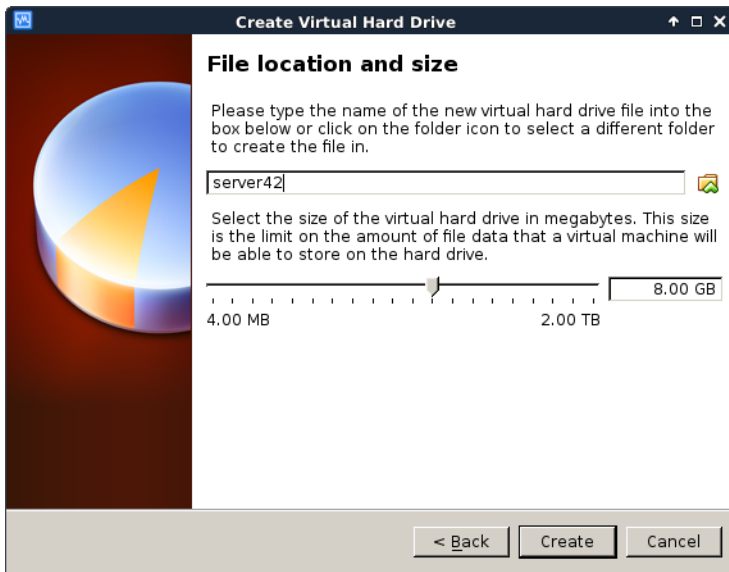 Create Virtual Hard Drive
File location and size
Please type the name of the new virtual hard drive file into the
box below or click on the folder icon to select a different folder
to create the file in.
server42
Select the size of the virtual hard drive in megabytes. This size
is the limit on the amount of file data that a virtual machine will
be able to store on the hard drive.
8.00 GB
4.00 MB 2.00 TB
< Back Create Cancel